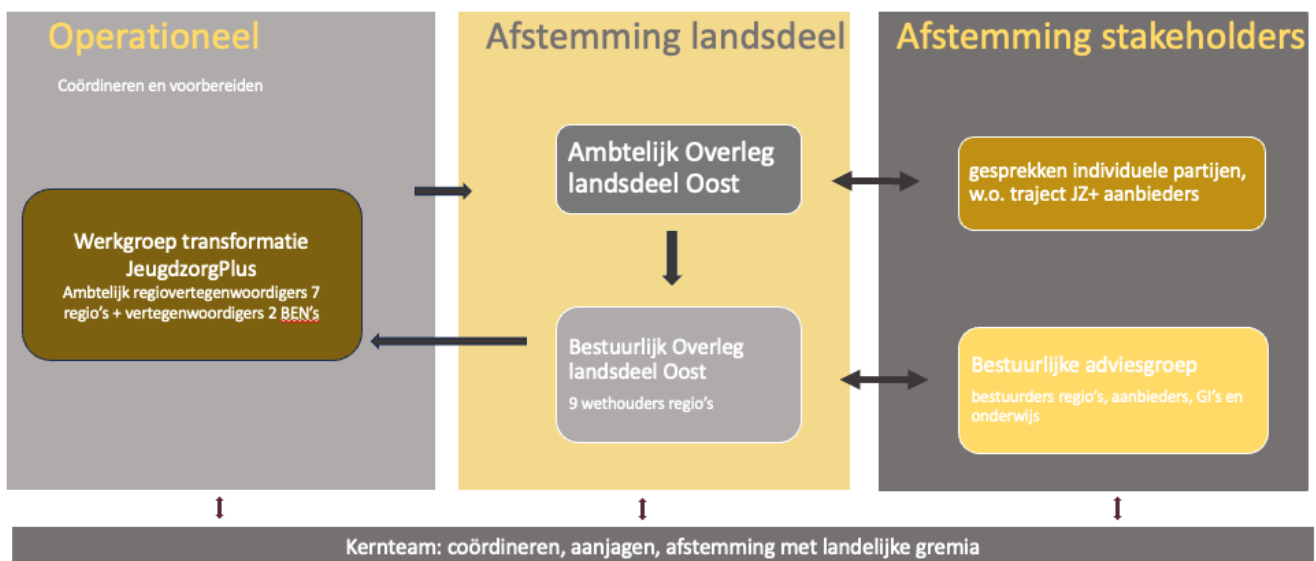 Operationeel
Coördineren en voorbereiden
Werkgroep transformatie
JeugdzorgPlus
Ambtelijk regiovertegenwoordigers 7
regio's + vertegenwoordigers 2 BEN's
Afstemming landsdeel
Ambtelijk Overleg
landsdeel Oost
Bestuurlijk Overleg
landsdeel Oost
9 wethouders regio's
Afstemming stakeholders
gesprekken individuele partijen,
w.o. traject JZ+ aanbieders
Bestuurlijke adviesgroep
bestuurders regio's, aanbieders, GI's en
onderwijs
Kernteam: coördineren, aanjagen, afstemming met landelijke gremia